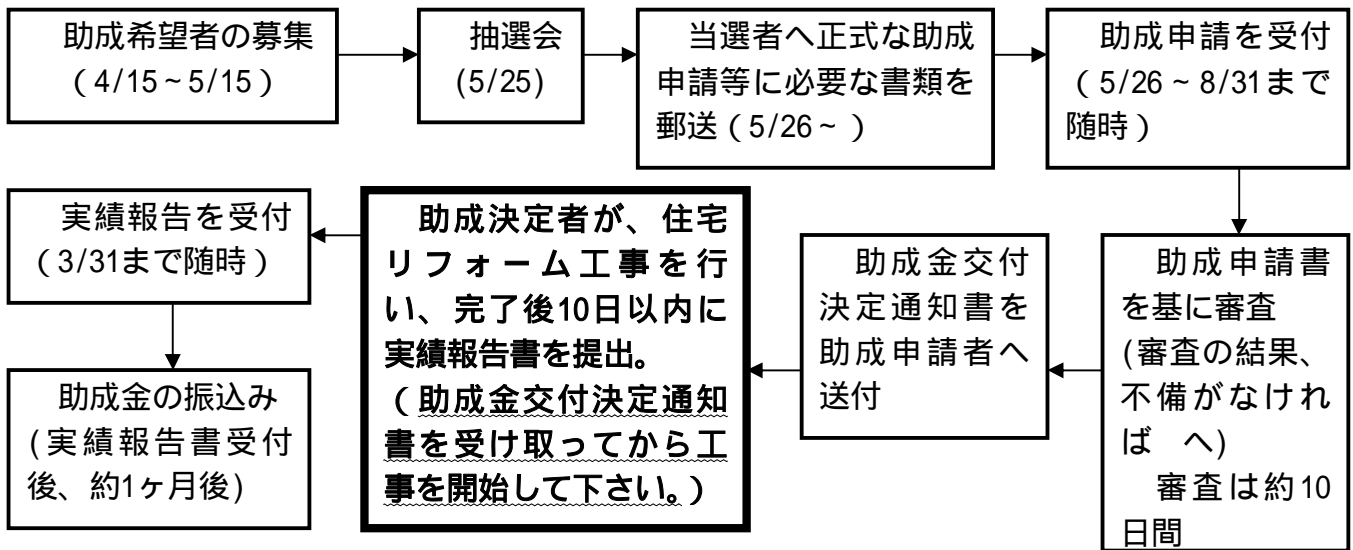 助成希望者の募集
（4/15～5/15）
抽選会
(5/25)
当選者へ正式な助成
申請等に必要な書類を
郵送（5/26～）
助成申請を受付
（5/26～8/31まで
随時）
助成申請書
を基に審査
(審査の結果、
不備がなけれ
ば　へ)
審査は約10
日間
助成金交付
決定通知書を
助成申請者へ
送付
助成決定者が、住宅
リフォーム工事を行
い、完了後10日以内に
実績報告書を提出。
（助成金交付決定通知
書を受け取ってから工
事を開始して下さい。）
実績報告を受付
（3/31まで随時）
助成金の振込み
(実績報告書受付
後、約1ヶ月後)